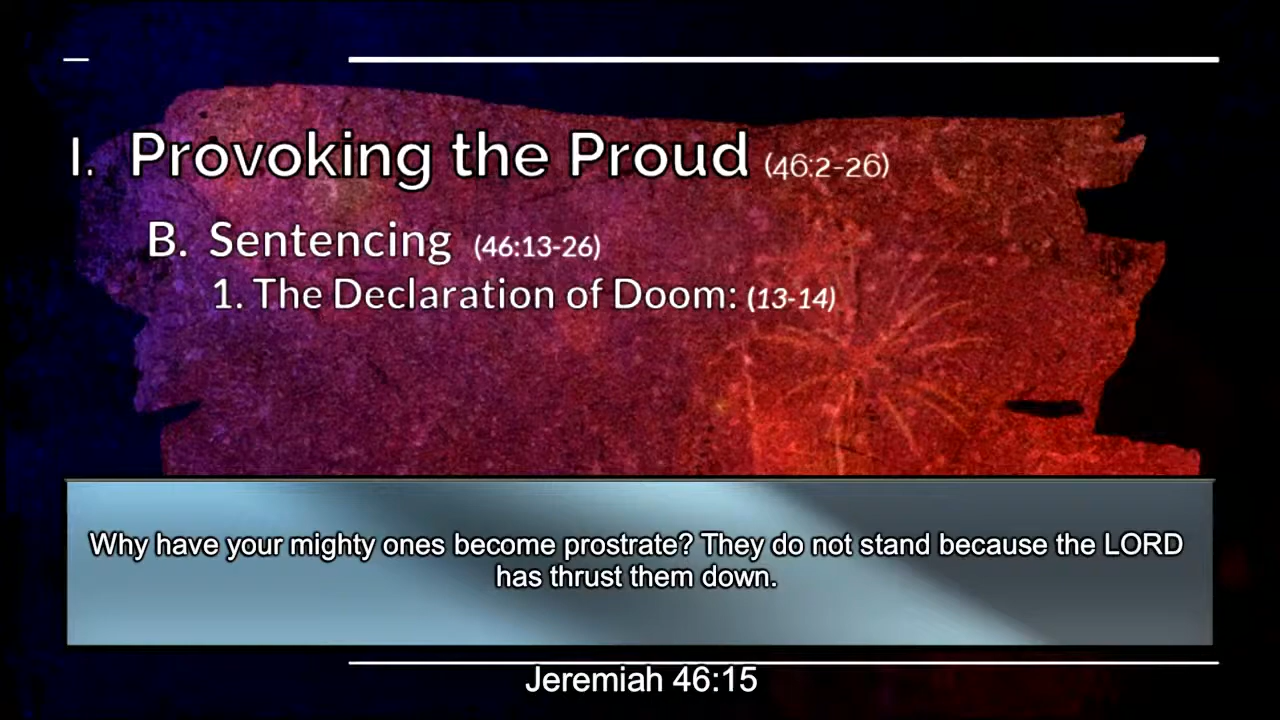 I. Provoking the Proud (46:2-26)
B. Sentencing (46:13-26)
1. The Declaration of Doom: (13-14)
Why have your mighty ones become prostrate? They do not stand because the LORD
has thrust them down.
Jeremiah 46:15